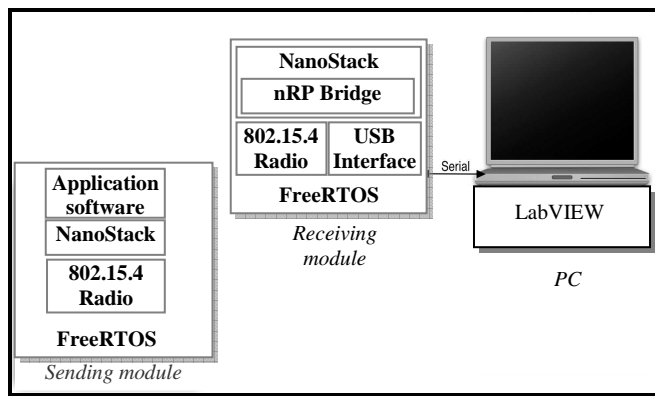 NanoStack
nRP Bridge
802.15.4
Radio
USB
Interface
FreeRTOS
Receiving
module
Serial
LabVIEW
PC
Application
software
NanoStack
802.15.4
Radio
FreeRTOS
Sending module